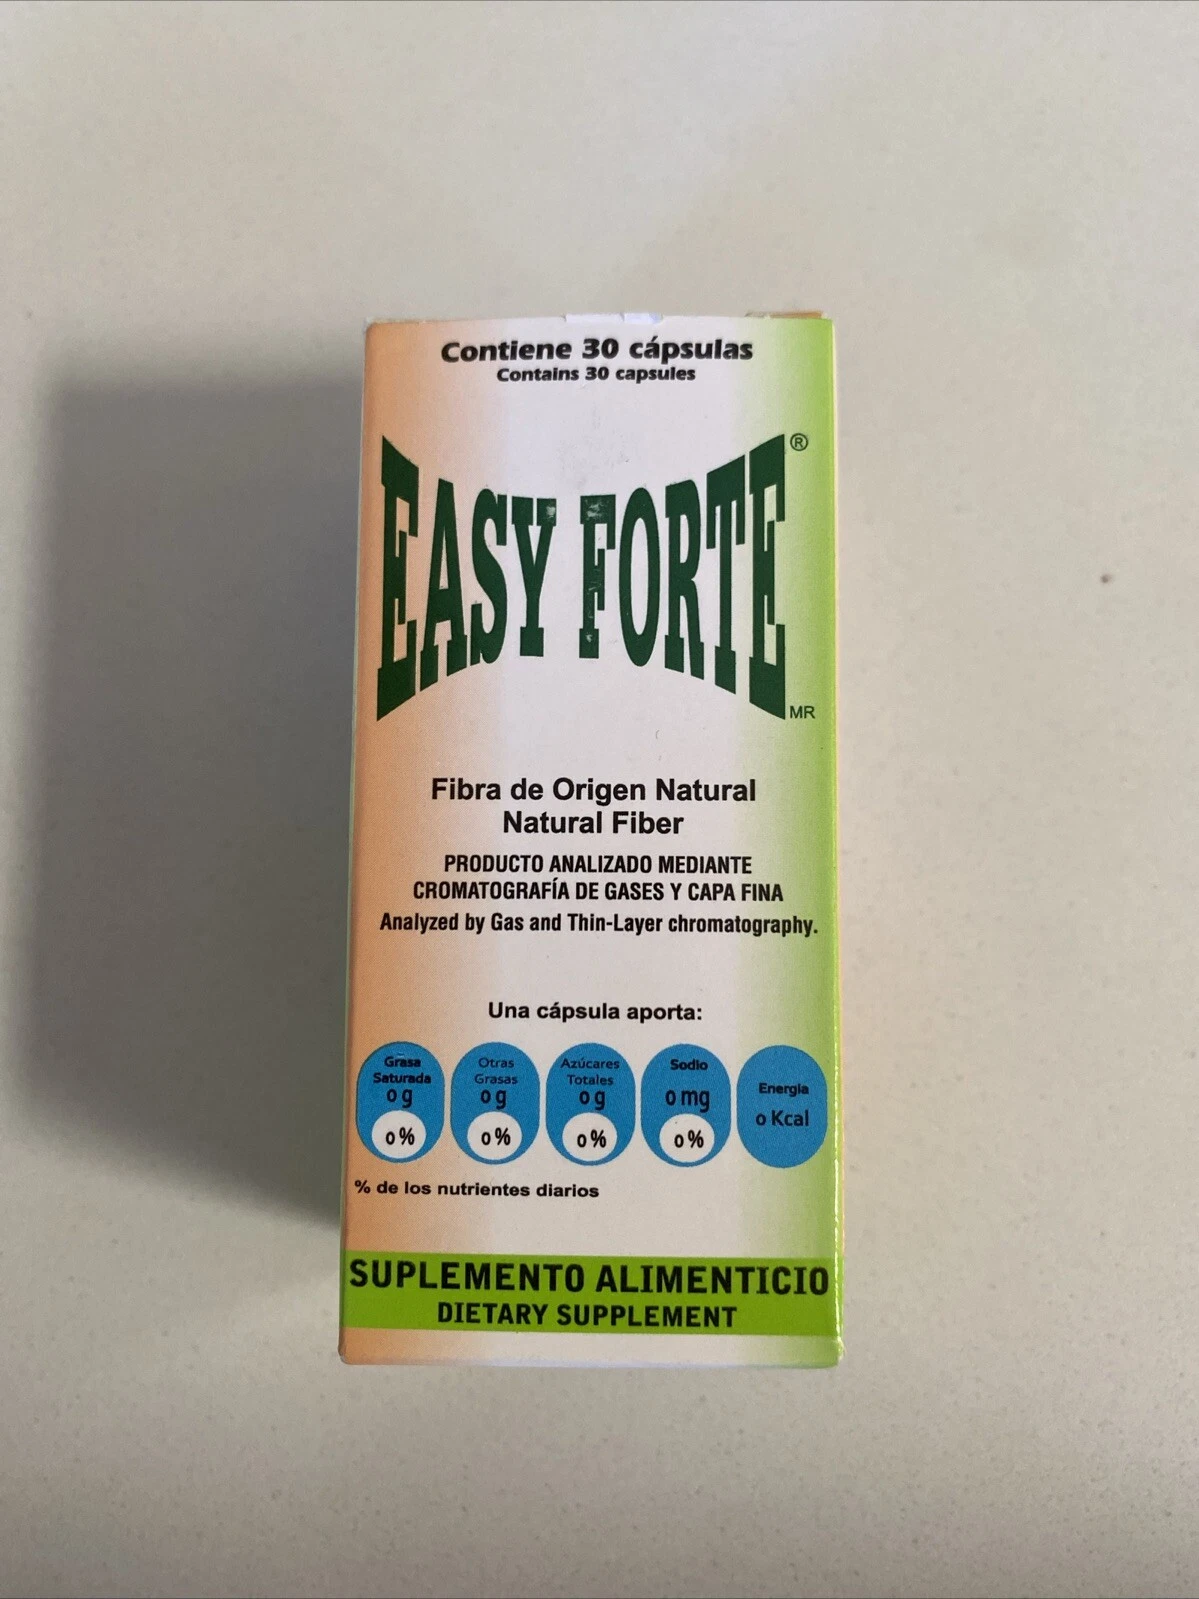 Contiene 30 cápsulas
Contains 30 capsules
EASY FORTE®
MR
Fibra de Origen Natural
Natural Fiber
PRODUCTO ANALIZADO MEDIANTE
CROMATOGRAFÍA DE GASES Y CAPA FINA
Analyzed by Gas and Thin-Layer chromatography.
Una cápsula aporta:
Grasa Saturada 0 g 0%
Otras Grasas 0 g 0%
Azúcares Totales 0 g 0%
Sodio 0 mg 0%
Energía 0 Kcal
% de los nutrientes diarios
SUPLEMENTO ALIMENTICIO
DIETARY SUPPLEMENT